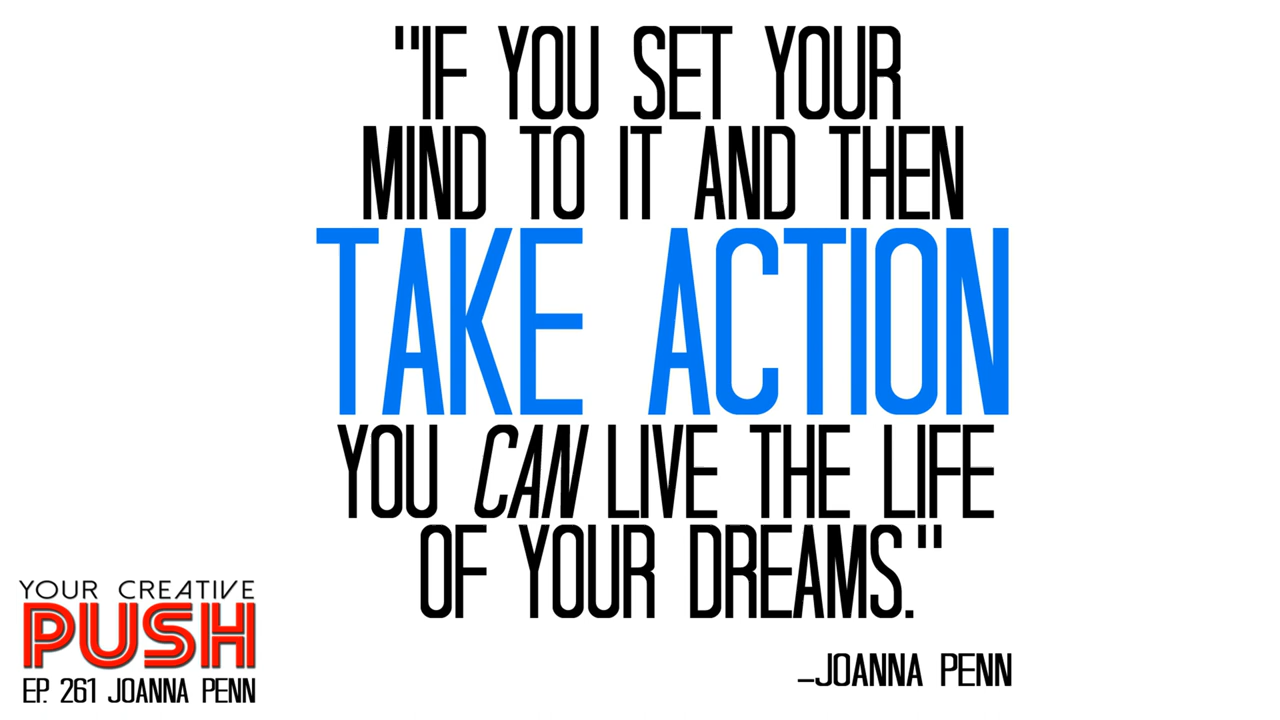 "IF YOU SET YOUR
MIND TO IT AND THEN
TAKE ACTION
YOU CAN LIVE THE LIFE
OF YOUR DREAMS."
–JOANNA PENN
YOUR CREATIVE
PUSH
EP. 261 JOANNA PENN